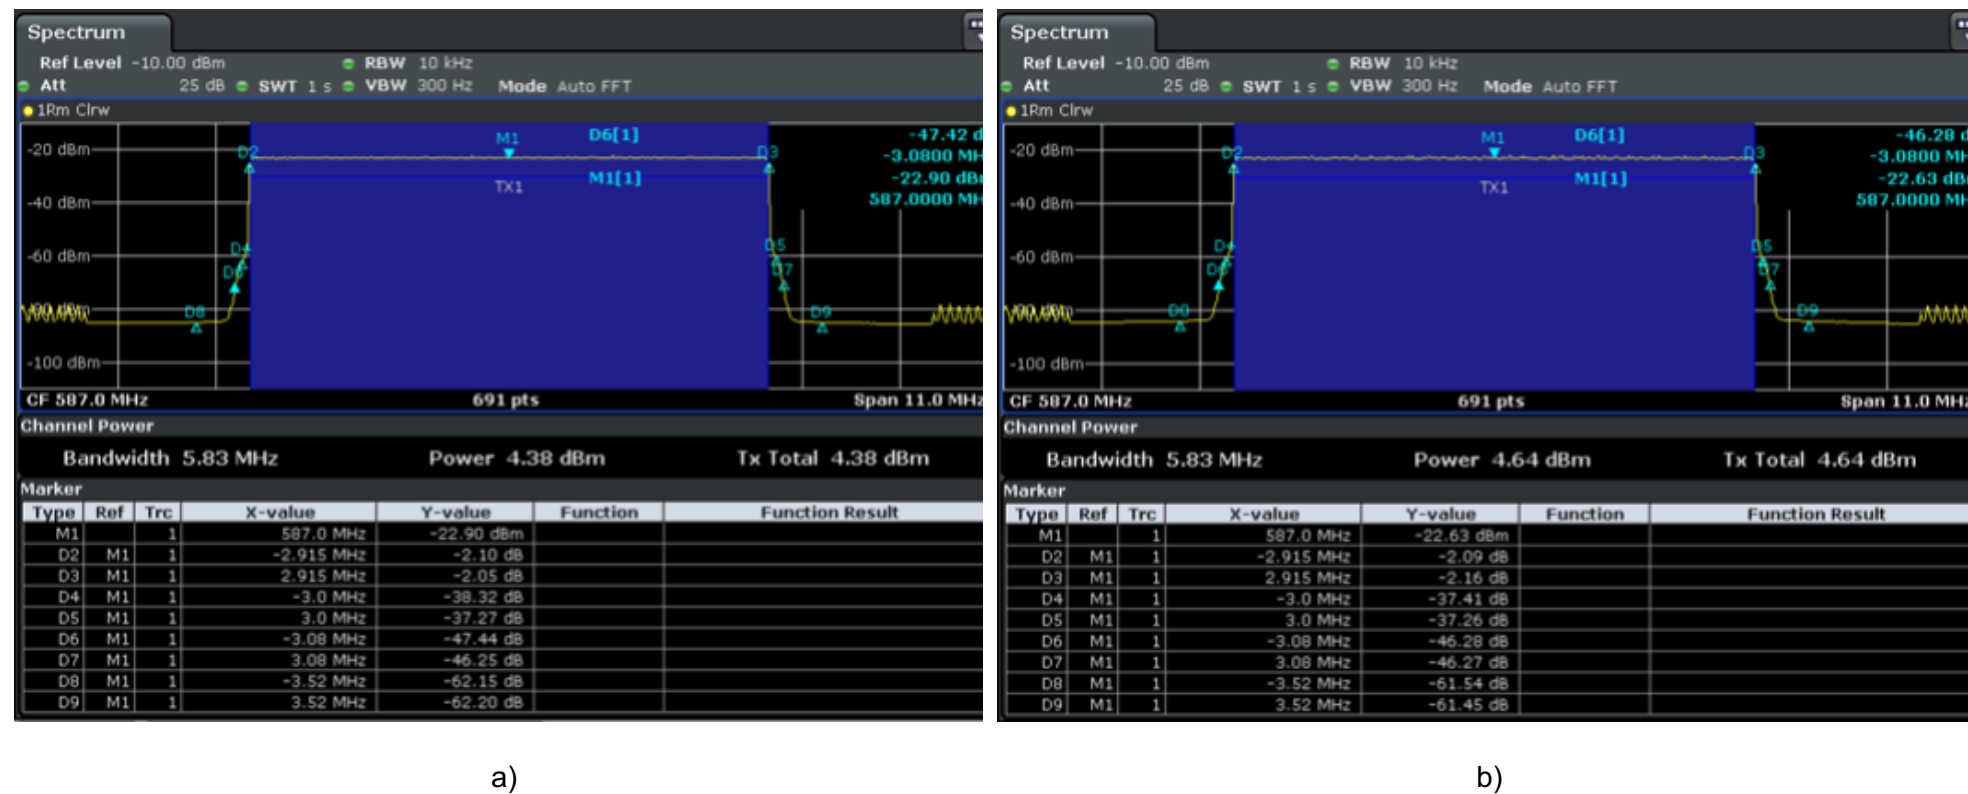 Spectrum
Ref Level -10.00 dBm RBW 10 kHz
Att 25 dB SWT 1 s VBW 300 Hz Mode Auto FFT
1Rm Clrw
D6[1] -47.42 d
-3.0800 MH
M1[1] -22.90 dB
587.0000 MH
M1
TX1
D2
D3
D4
D5
D6
D7
D8
D9
-20 dBm
-40 dBm
-60 dBm
-80 dBm
-100 dBm
CF 587.0 MHz 691 pts Span 11.0 MHz
Channel Power
Bandwidth 5.83 MHz Power 4.38 dBm Tx Total 4.38 dBm
Marker
Type Ref Trc X-value Y-value Function Function Result
M1 1 587.0 MHz -22.90 dBm
D2 M1 1 -2.915 MHz -2.10 dB
D3 M1 1 2.915 MHz -2.05 dB
D4 M1 1 -3.0 MHz -38.32 dB
D5 M1 1 3.0 MHz -37.27 dB
D6 M1 1 -3.08 MHz -47.44 dB
D7 M1 1 3.08 MHz -46.25 dB
D8 M1 1 -3.52 MHz -62.15 dB
D9 M1 1 3.52 MHz -62.20 dB
a)
Spectrum
Ref Level -10.00 dBm RBW 10 kHz
Att 25 dB SWT 1 s VBW 300 Hz Mode Auto FFT
1Rm Clrw
D6[1] -46.28 d
-3.0800 MH
M1[1] -22.63 dB
587.0000 MH
M1
TX1
D2
D3
D4
D5
D6
D7
D8
D9
-20 dBm
-40 dBm
-60 dBm
-80 dBm
-100 dBm
CF 587.0 MHz 691 pts Span 11.0 MHz
Channel Power
Bandwidth 5.83 MHz Power 4.64 dBm Tx Total 4.64 dBm
Marker
Type Ref Trc X-value Y-value Function Function Result
M1 1 587.0 MHz -22.63 dBm
D2 M1 1 -2.915 MHz -2.09 dB
D3 M1 1 2.915 MHz -2.16 dB
D4 M1 1 -3.0 MHz -37.41 dB
D5 M1 1 3.0 MHz -37.26 dB
D6 M1 1 -3.08 MHz -46.28 dB
D7 M1 1 3.08 MHz -46.27 dB
D8 M1 1 -3.52 MHz -61.54 dB
D9 M1 1 3.52 MHz -61.45 dB
b)